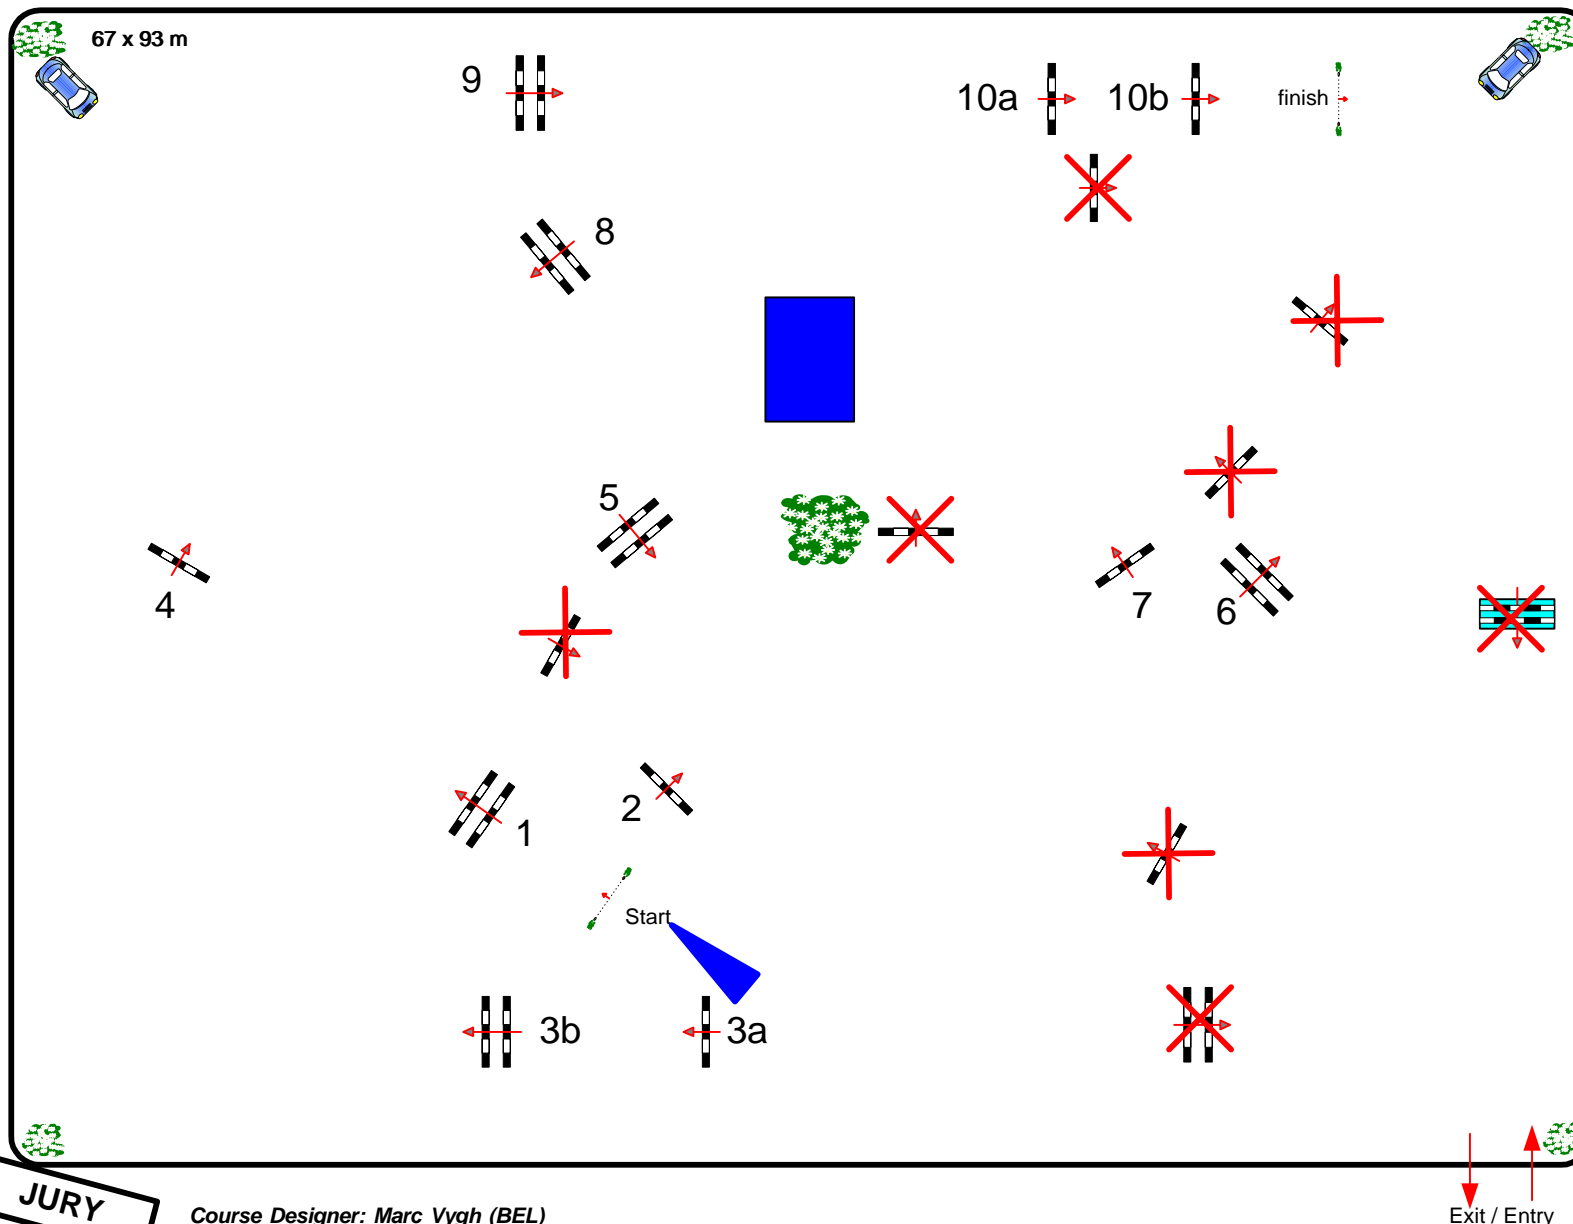 67 x 93 m
9
10a
10b
finish
8
5
4
7
6
2
1
Start
3b
3a
JURY
Course Designer: Marc Vygh (BEL)
Exit / Entry